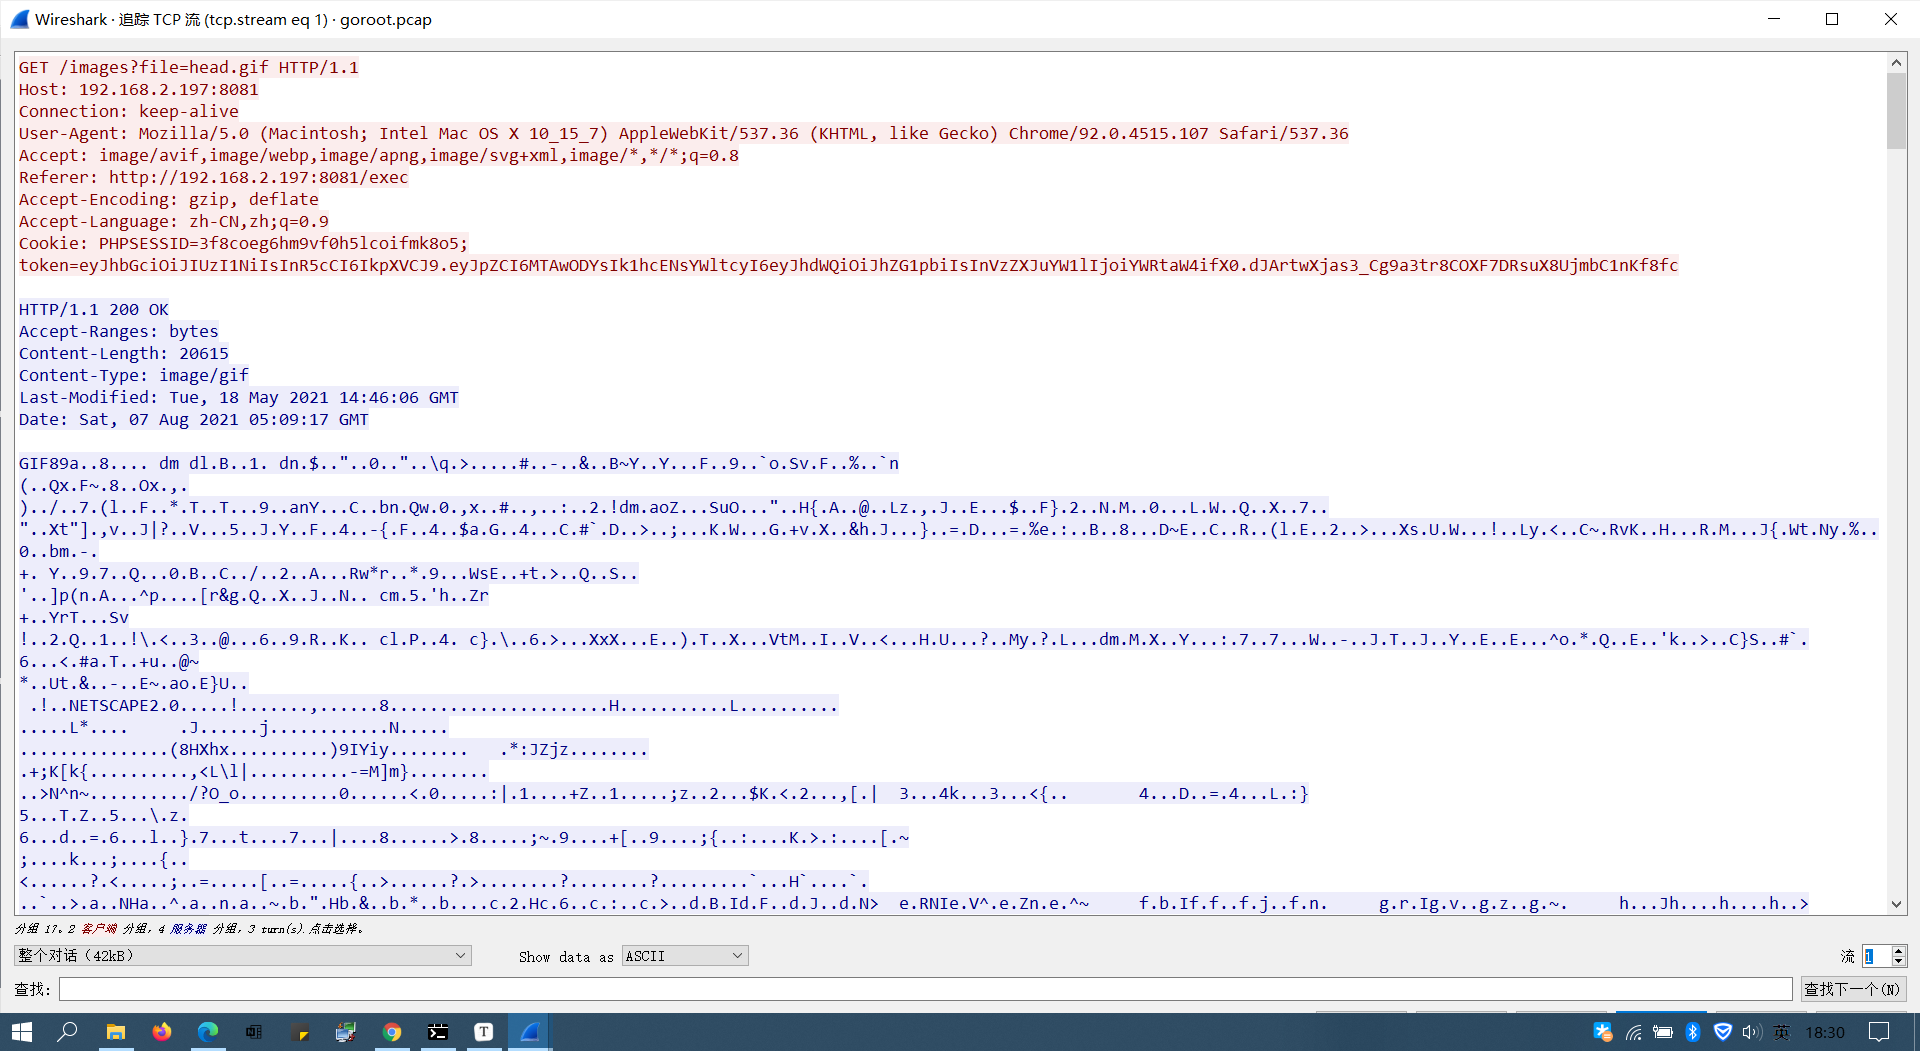 Wireshark · 追踪 TCP 流 (tcp.stream eq 1) · goroot.pcap
GET /images?file=head.gif HTTP/1.1
Host: 192.168.2.197:8081
Connection: keep-alive
User-Agent: Mozilla/5.0 (Macintosh; Intel Mac OS X 10_15_7) AppleWebKit/537.36 (KHTML, like Gecko) Chrome/92.0.4515.107 Safari/537.36
Accept: image/avif,image/webp,image/apng,image/svg+xml,image/*,*/*;q=0.8
Referer: http://192.168.2.197:8081/exec
Accept-Encoding: gzip, deflate
Accept-Language: zh-CN,zh;q=0.9
Cookie: PHPSESSID=3f8coeg6hm9vf0h5lcoifmk8o5;
token=eyJhbGciOiJIUzI1NiIsInR5cCI6IkpXVCJ9.eyJpZCI6MTAwODYsIk1hcENsYWltcyI6eyJhdWQiOiJhZG1pbiIsInVzZXJuYW1lIjoiYWRtaW4ifX0.dJArtwXjas3_Cg9a3tr8COXF7DRsuX8UjmbC1nKf8fc
HTTP/1.1 200 OK
Accept-Ranges: bytes
Content-Length: 20615
Content-Type: image/gif
Last-Modified: Tue, 18 May 2021 14:46:06 GMT
Date: Sat, 07 Aug 2021 05:09:17 GMT
GIF89a..8.... dm dl.B..1. dn.$.."..0.."..\q.>.....#..-..&..B~Y..Y...F..9..`o.Sv.F..%..`n
(..Qx.F~.8..Ox.,.
)../..7.(l..F..*.T..T...9..anY...C..bn.Qw.0.,x..#..,..:..2.!dm.aoZ...SuO..."..H{.A..@..Lz.,.J..E...$..F}.2..N.M..0...L.W..Q..X..7..
"..Xt"].,v..J|?..V...5..J.Y..F..4..-{.F..4..$a.G..4...C.#`.D..>..;...K.W...G.+v.X..&h.J...}..=.D...=.%e.:..B..8...D~E..C..R..(l.E..2..>...Xs.U.W...!..Ly.<..C~.RvK..H...R.M...J{.Wt.Ny.%..
0..bm.-.
+. Y..9.7..Q...0.B..C../..2..A...Rw*r..*.9...WsE..+t.>..Q..S..
'..]p(n.A...^p....[r&g.Q..X..J..N.. cm.5.'h..Zr
+..YrT...Sv
!..2.Q..1..!\.<..3..@...6..9.R..K.. cl.P..4. c}.\..6.>...XxX...E..).T..X...VtM..I..V..<...H.U...?..My.?.L...dm.M.X..Y...:.7..7...W..-..J.T..J..Y..E..E...^o.*.Q..E..'k..>..C}S..#`.
6...<.#a.T..+u..@~
*..Ut.&..-..E~.ao.E}U..
.!..NETSCAPE2.0.....!.......,......8......................H...........L..........
.....L*.... .J......j............N.....
...............(8HXhx..........)9IYiy........ .*:JZjz........
.+;K[k{..........,<L\l|..........-=M]m}........
..>N^n~........../?O_o..........0......<.0.....:|.1....+Z..1.....;z..2...$K.<.2...,[.| 3...4k...3...<{.. 4...D..=.4...L.:}
5...T.Z..5...\.z.
6...d..=.6...l..}.7...t....7...|....8......>.8.....;~.9....+[..9....;{..:....K.>.:....[.~
;....k...;....{..
<......?.<.....;..=.....[..=.....{..>......?.>........?........?.........`...H`....`.
..`..>.a..NHa..^.a..n.a..~.b.".Hb.&..b.*..b....c.2.Hc.6..c.:..c.>..d.B.Id.F..d.J..d.N> e.RNIe.V^.e.Zn.e.^~ f.b.If.f..f.j..f.n. g.r.Ig.v..g.z..g.~. h...Jh....h....h..>
分组 17。2 客户端 分组, 4 服务器 分组, 3 turn(s). 点击选择。
整个对话 (42kB)
Show data as ASCII
流 1
查找:
查找下一个(N)
英 18:30